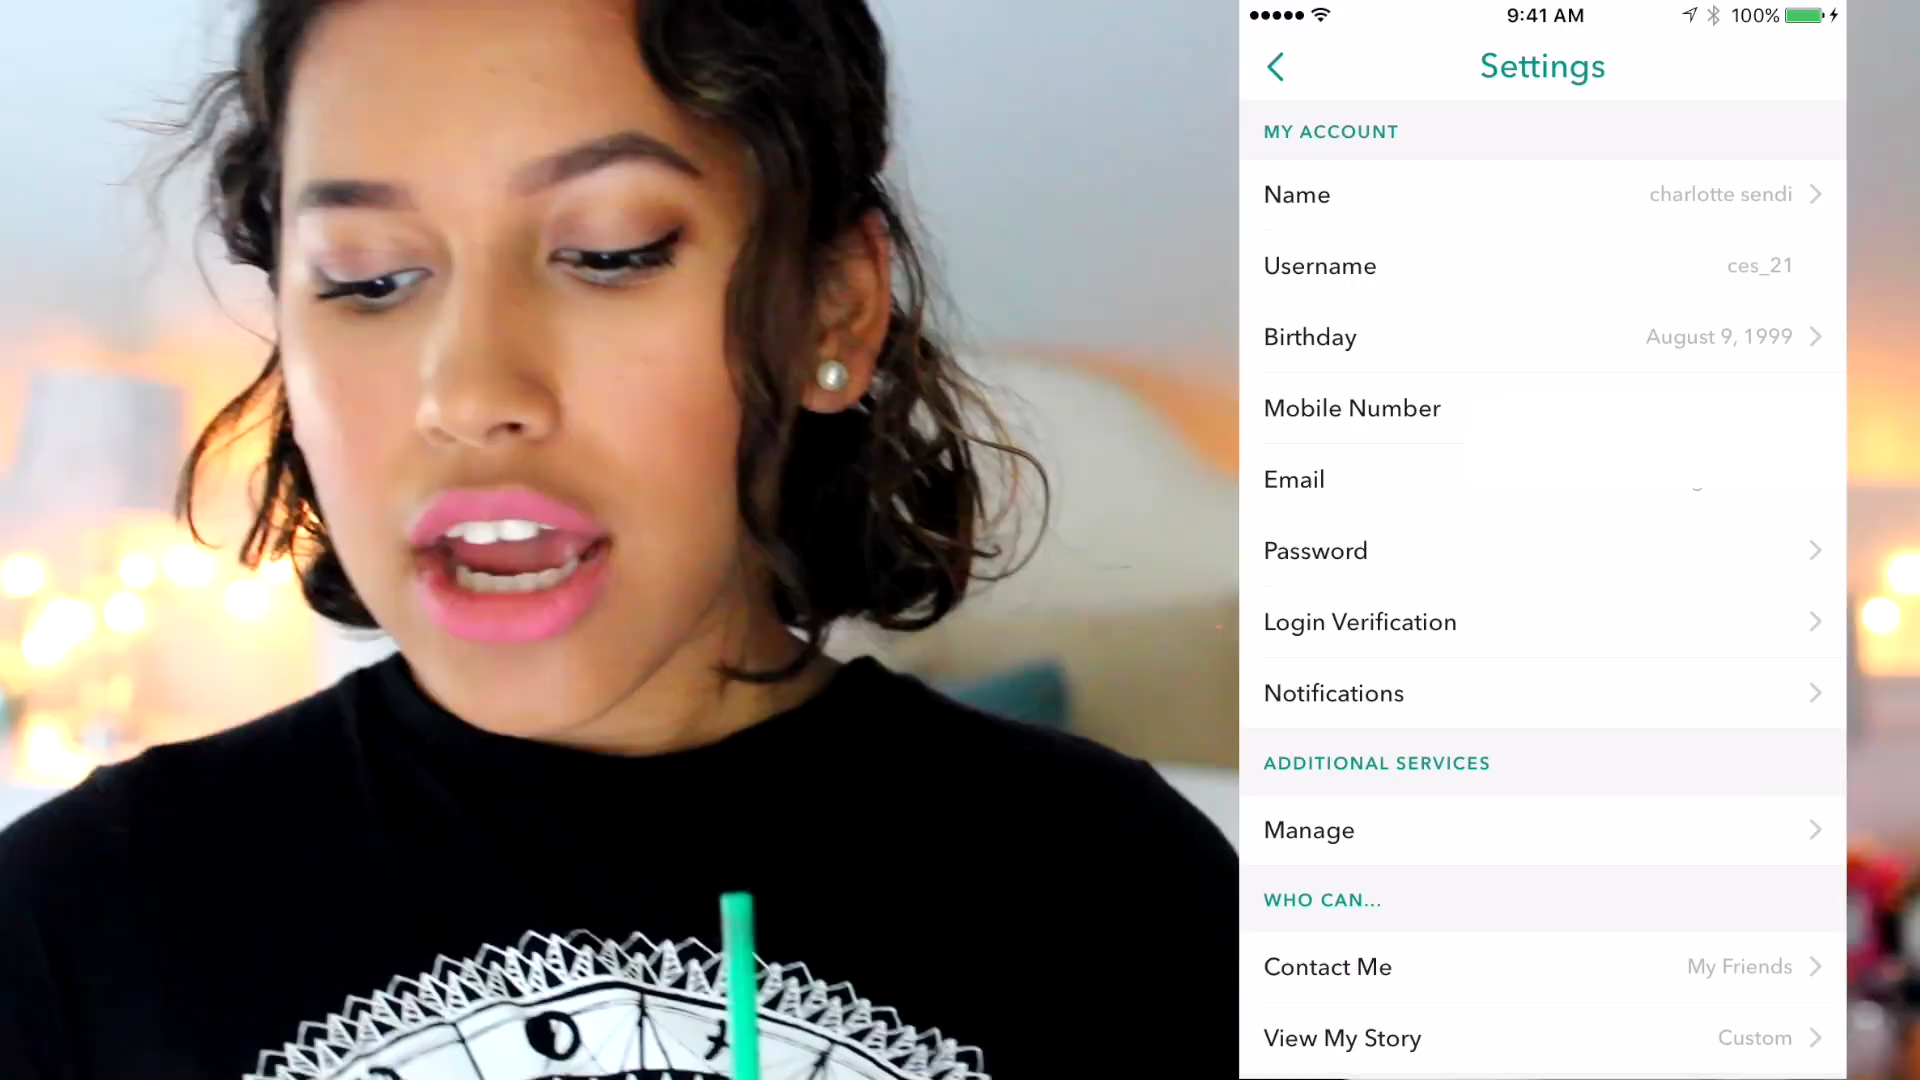 9:41 AM 100%
Settings
MY ACCOUNT
Name charlotte sendi
Username ces_21
Birthday August 9, 1999
Mobile Number
Email
Password
Login Verification
Notifications
ADDITIONAL SERVICES
Manage
WHO CAN...
Contact Me My Friends
View My Story Custom